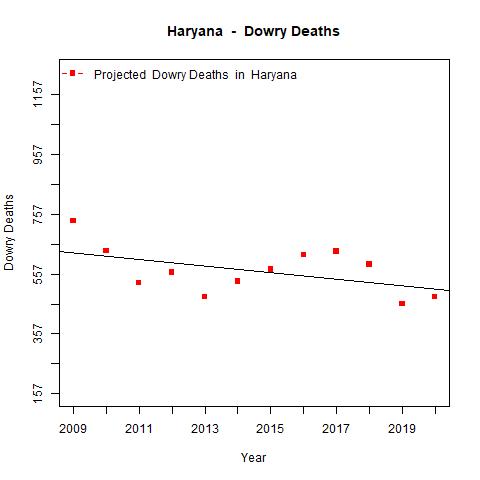 Haryana - Dowry Deaths
Projected Dowry Deaths in Haryana
1157
957
757
557
357
157
Dowry Deaths
2009 2011 2013 2015 2017 2019
Year